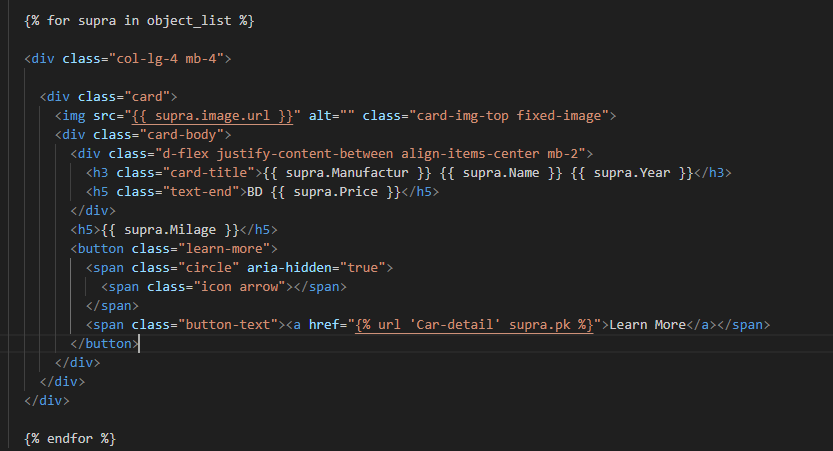 {% for supra in object_list %}
<div class="col-lg-4 mb-4">
<div class="card">
<img src="{{ supra.image.url }}" alt="" class="card-img-top fixed-image">
<div class="card-body">
<div class="d-flex justify-content-between align-items-center mb-2">
<h3 class="card-title">{{ supra.Manufactur }} {{ supra.Name }} {{ supra.Year }}</h3>
<h5 class="text-end">BD {{ supra.Price }}</h5>
</div>
<h5>{{ supra.Milage }}</h5>
<button class="learn-more">
<span class="circle" aria-hidden="true">
<span class="icon arrow"></span>
</span>
<span class="button-text"><a href="{% url 'Car-detail' supra.pk %}">Learn More</a></span>
</button>
</div>
</div>
</div>
{% endfor %}